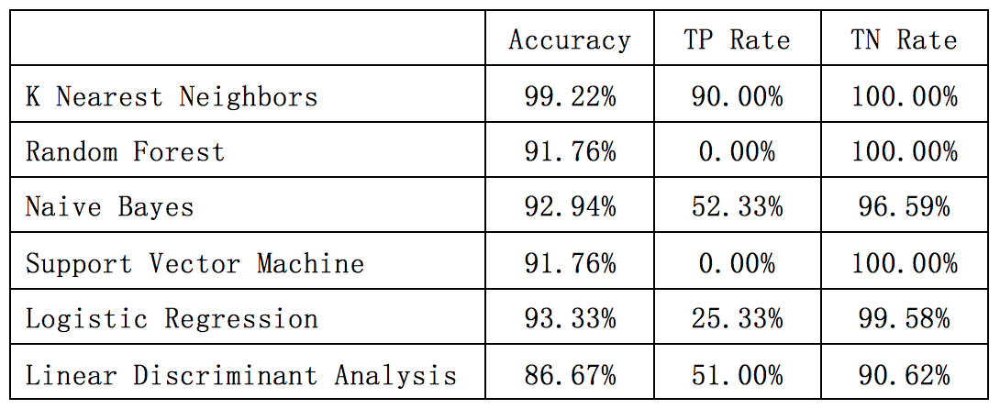 Accuracy TP Rate TN Rate
K Nearest Neighbors 99.22% 90.00% 100.00%
Random Forest 91.76% 0.00% 100.00%
Naive Bayes 92.94% 52.33% 96.59%
Support Vector Machine 91.76% 0.00% 100.00%
Logistic Regression 93.33% 25.33% 99.58%
Linear Discriminant Analysis 86.67% 51.00% 90.62%